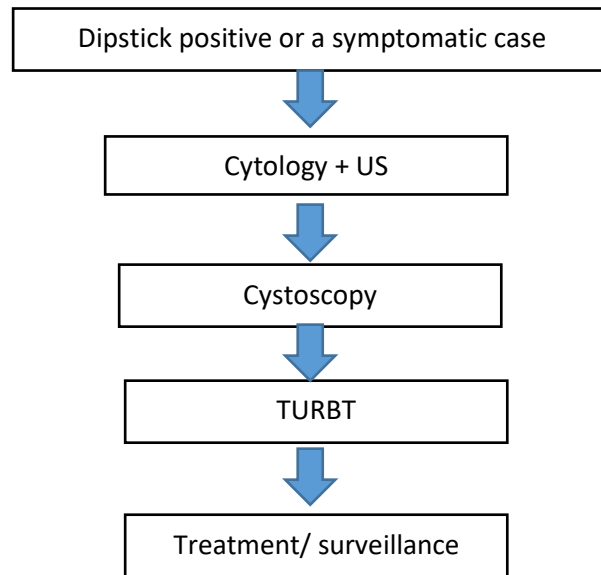 Dipstick positive or a symptomatic case
Cytology + US
Cystoscopy
TURBT
Treatment/ surveillance